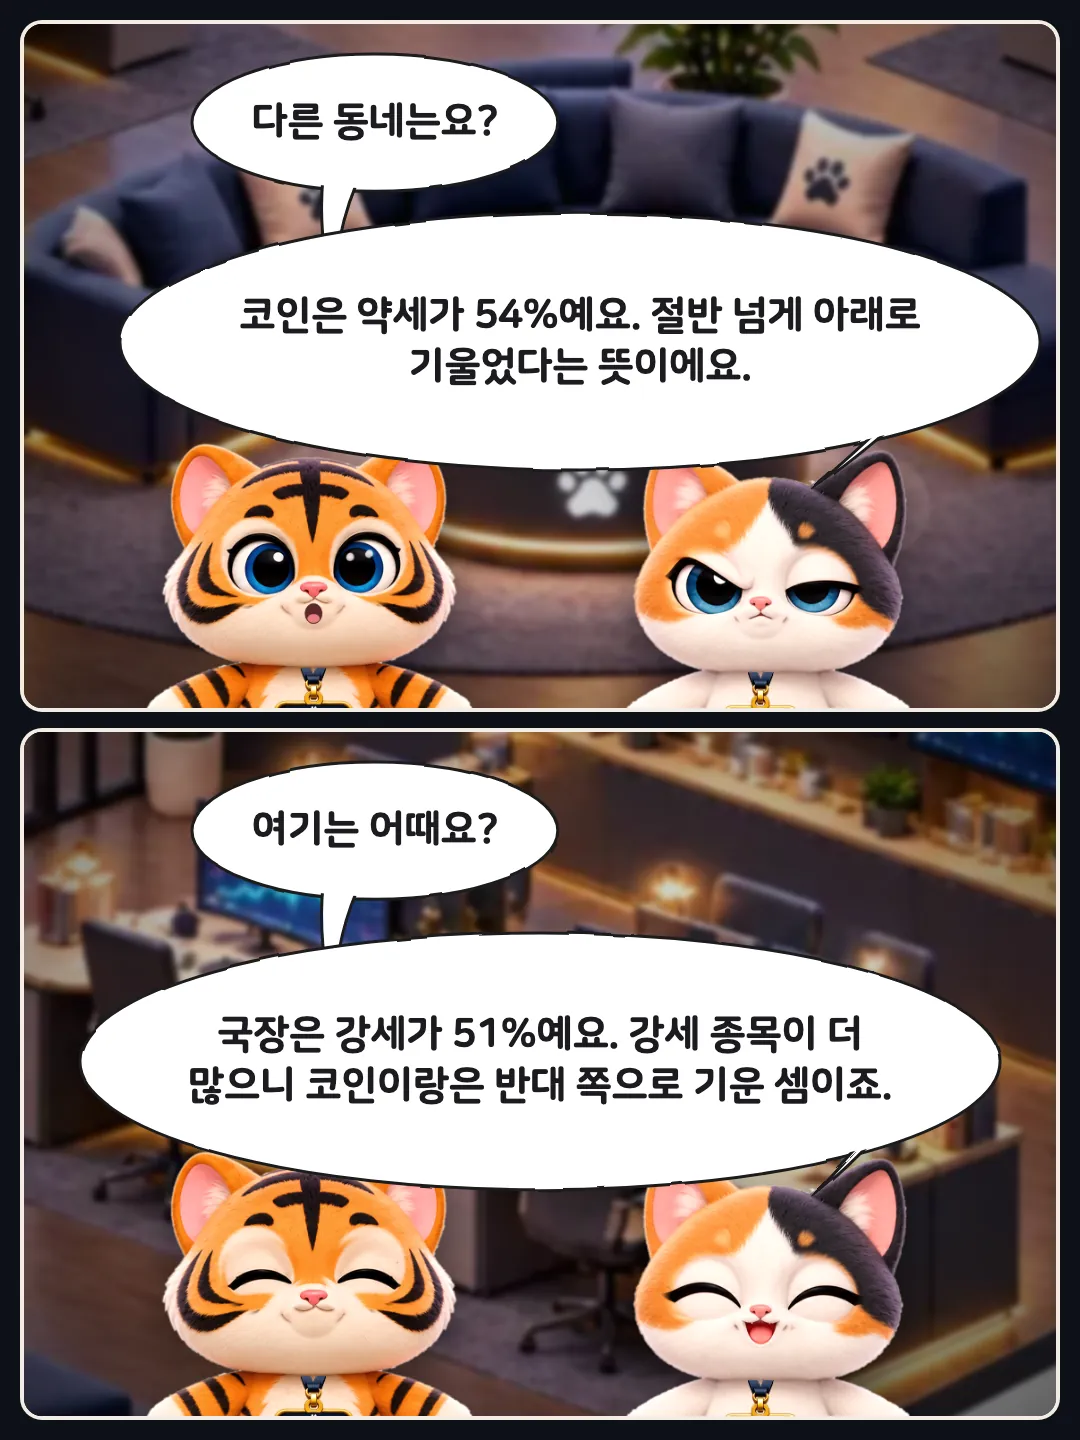 다른 동네는요?
코인은 약세가 54%예요. 절반 넘게 아래로
기울었다는 뜻이에요.
여기는 어때요?
국장은 강세가 51%예요. 강세 종목이 더
많으니 코인이랑은 반대 쪽으로 기운 셈이죠.